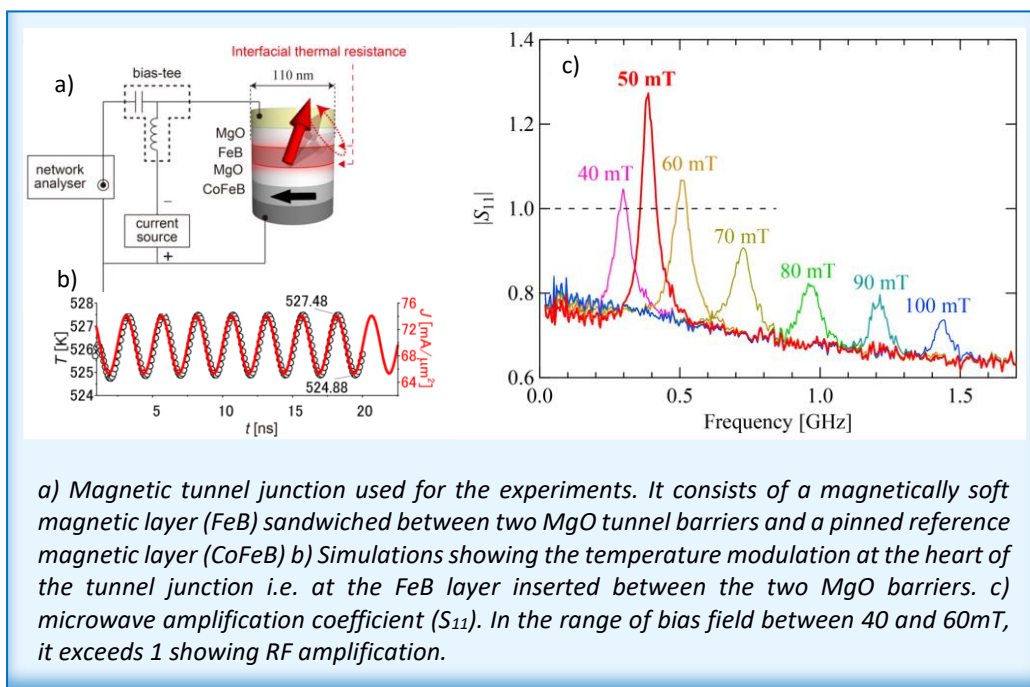 a)
bias-tee
network
analyser
current
source
−
+
Interfacial thermal resistance
110 nm
MgO
FeB
MgO
CoFeB
b)
T [K]
528
527
526
525
524
527.48
524.88
76
72
68
64
J [mA/μm]²
5
10
15
20
t [ns]
c)
|S₁₁|
1.4
1.2
1.0
0.8
0.6
40 mT
50 mT
60 mT
70 mT
80 mT
90 mT
100 mT
0.0
0.5
1.0
1.5
Frequency [GHz]
a) Magnetic tunnel junction used for the experiments. It consists of a magnetically soft
magnetic layer (FeB) sandwiched between two MgO tunnel barriers and a pinned reference
magnetic layer (CoFeB) b) Simulations showing the temperature modulation at the heart of
the tunnel junction i.e. at the FeB layer inserted between the two MgO barriers. c)
microwave amplification coefficient (S₁₁). In the range of bias field between 40 and 60mT,
it exceeds 1 showing RF amplification.